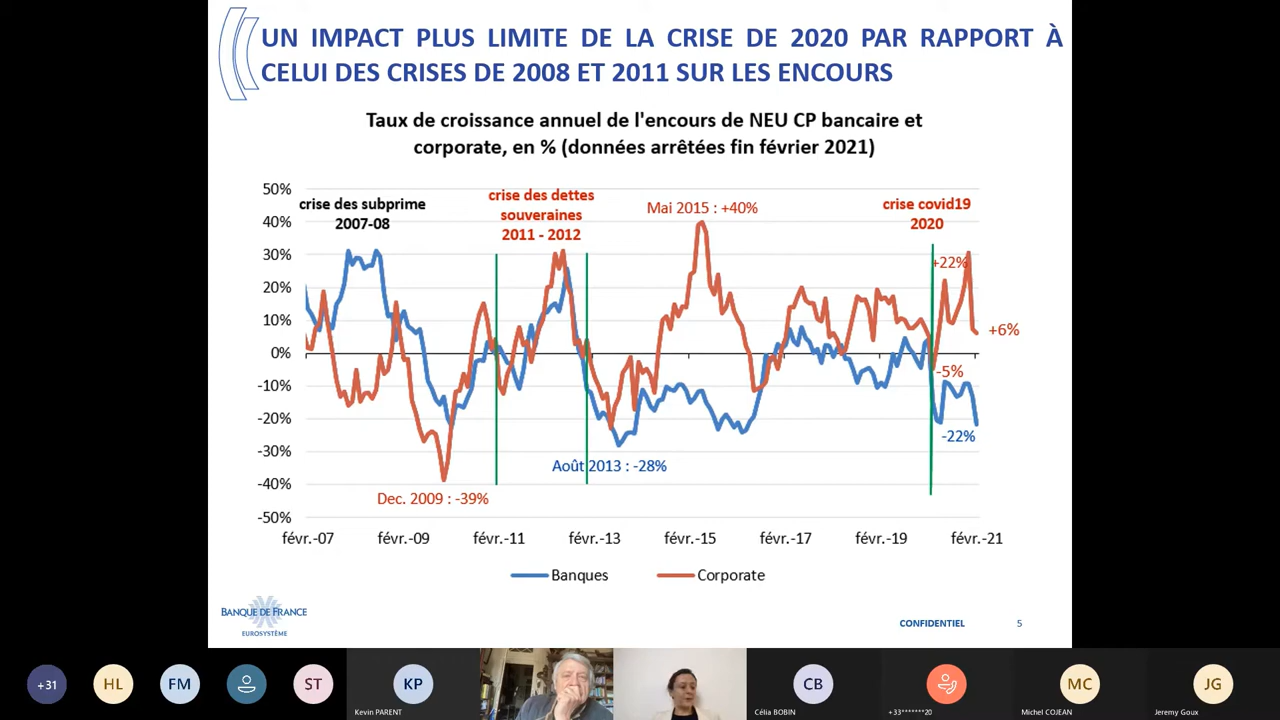 UN IMPACT PLUS LIMITE DE LA CRISE DE 2020 PAR RAPPORT À
CELUI DES CRISES DE 2008 ET 2011 SUR LES ENCOURS
Taux de croissance annuel de l'encours de NEU CP bancaire et
corporate, en % (données arrêtées fin février 2021)
50%
40%
30%
20%
10%
0%
-10%
-20%
-30%
-40%
-50%
crise des subprime
2007-08
crise des dettes
souveraines
2011 - 2012
Mai 2015 : +40%
crise covid19
2020
+22%
+6%
-5%
-22%
Août 2013 : -28%
Dec. 2009 : -39%
févr.-07
févr.-09
févr.-11
févr.-13
févr.-15
févr.-17
févr.-19
févr.-21
Banques
Corporate
BANQUE DE FRANCE
EUROSYSTÈME
CONFIDENTIEL
5
+31
HL
FM
ST
KP
Kevin PARENT
CB
Célia BOBIN
+33*******20
MC
Michel COJEAN
JG
Jeremy Goux